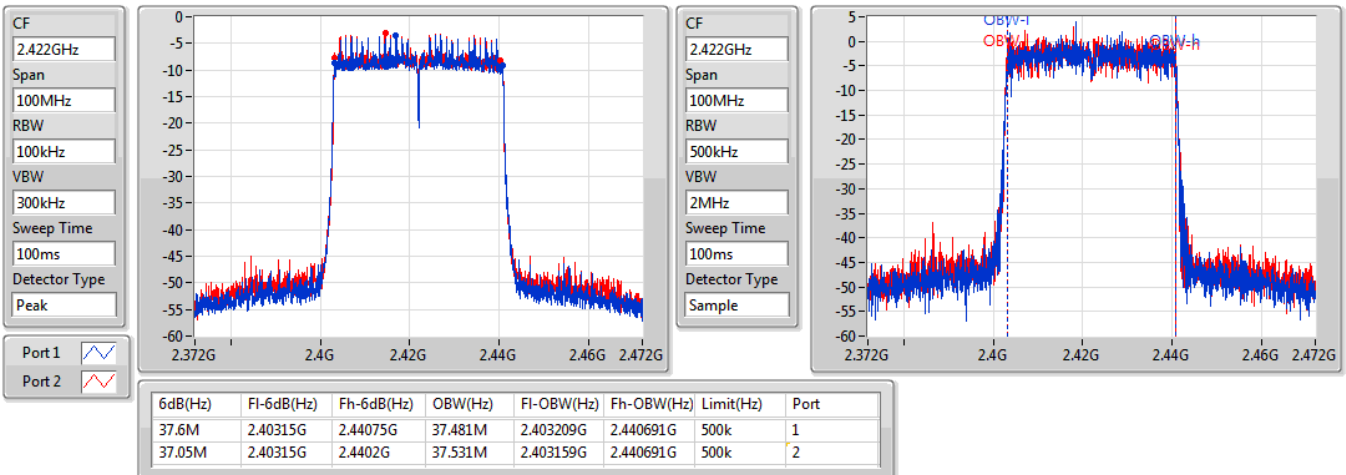 CF
2.422GHz
Span
100MHz
RBW
100kHz
VBW
300kHz
Sweep Time
100ms
Detector Type
Peak
Port 1
Port 2
0
-5
-10
-15
-20
-25
-30
-35
-40
-45
-50
-55
-60
2.372G 2.4G 2.42G 2.44G 2.46G 2.472G
CF
2.422GHz
Span
100MHz
RBW
500kHz
VBW
2MHz
Sweep Time
100ms
Detector Type
Sample
5
0
-5
-10
-15
-20
-25
-30
-35
-40
-45
-50
-55
-60
OBW-l
OBW-h
2.372G 2.4G 2.42G 2.44G 2.46G 2.472G
6dB(Hz) Fl-6dB(Hz) Fh-6dB(Hz) OBW(Hz) Fl-OBW(Hz) Fh-OBW(Hz) Limit(Hz) Port
37.6M 2.40315G 2.44075G 37.481M 2.403209G 2.440691G 500k 1
37.05M 2.40315G 2.4402G 37.531M 2.403159G 2.440691G 500k 2